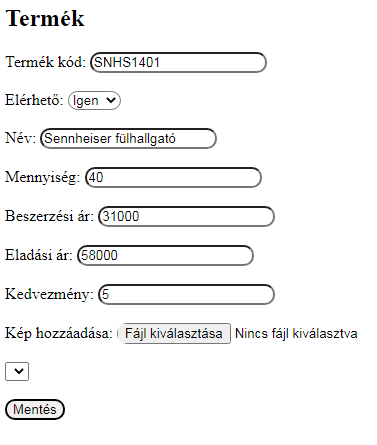 Termék
Termék kód: SNHS1401
Elérhető: Igen
Név: Sennheiser fülhallgató
Mennyiség: 40
Beszerzési ár: 31000
Eladási ár: 58000
Kedvezmény: 5
Kép hozzáadása: Fájl kiválasztása Nincs fájl kiválasztva
Mentés